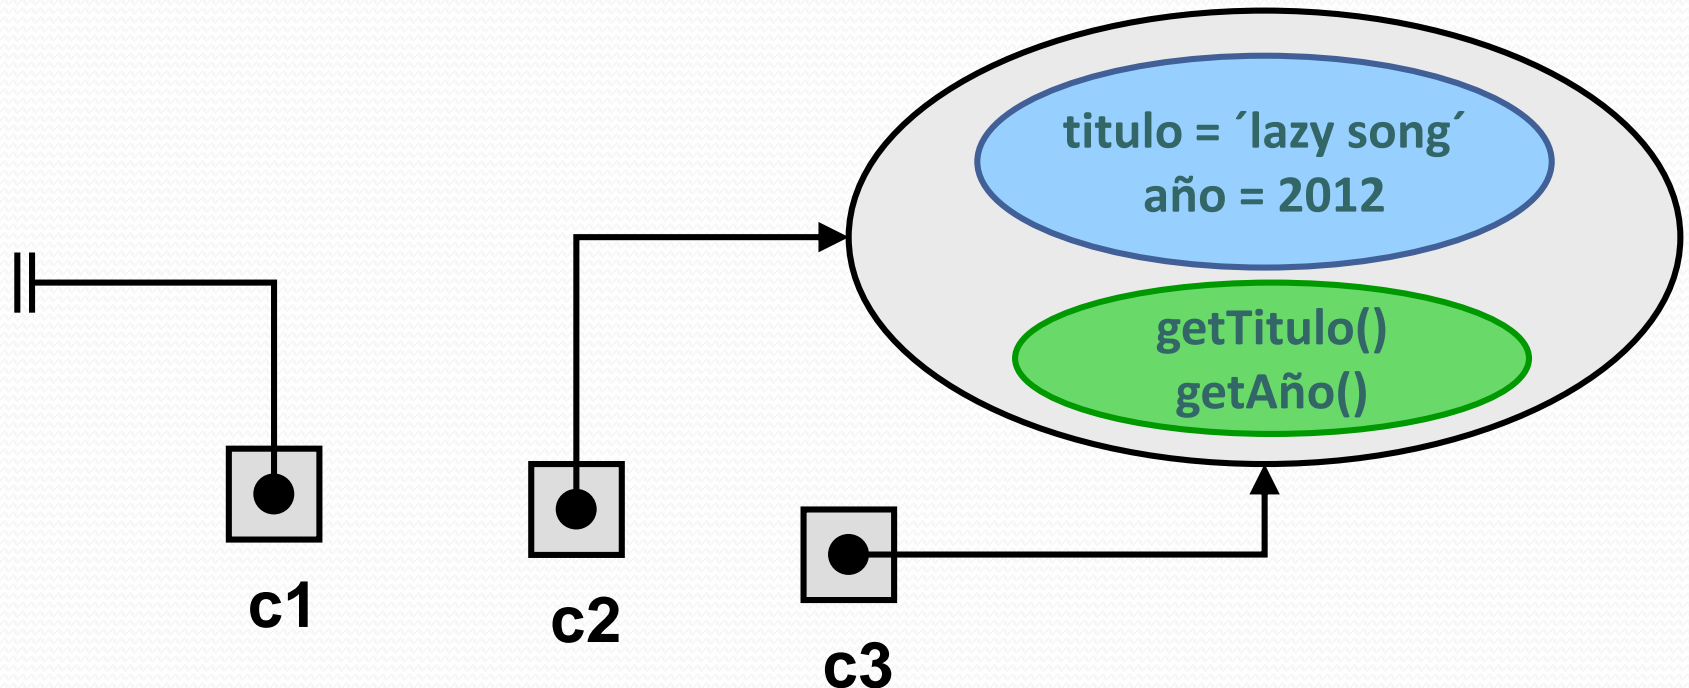 titulo = ´lazy song´
año = 2012
getTitulo()
getAño()
c1
c2
c3